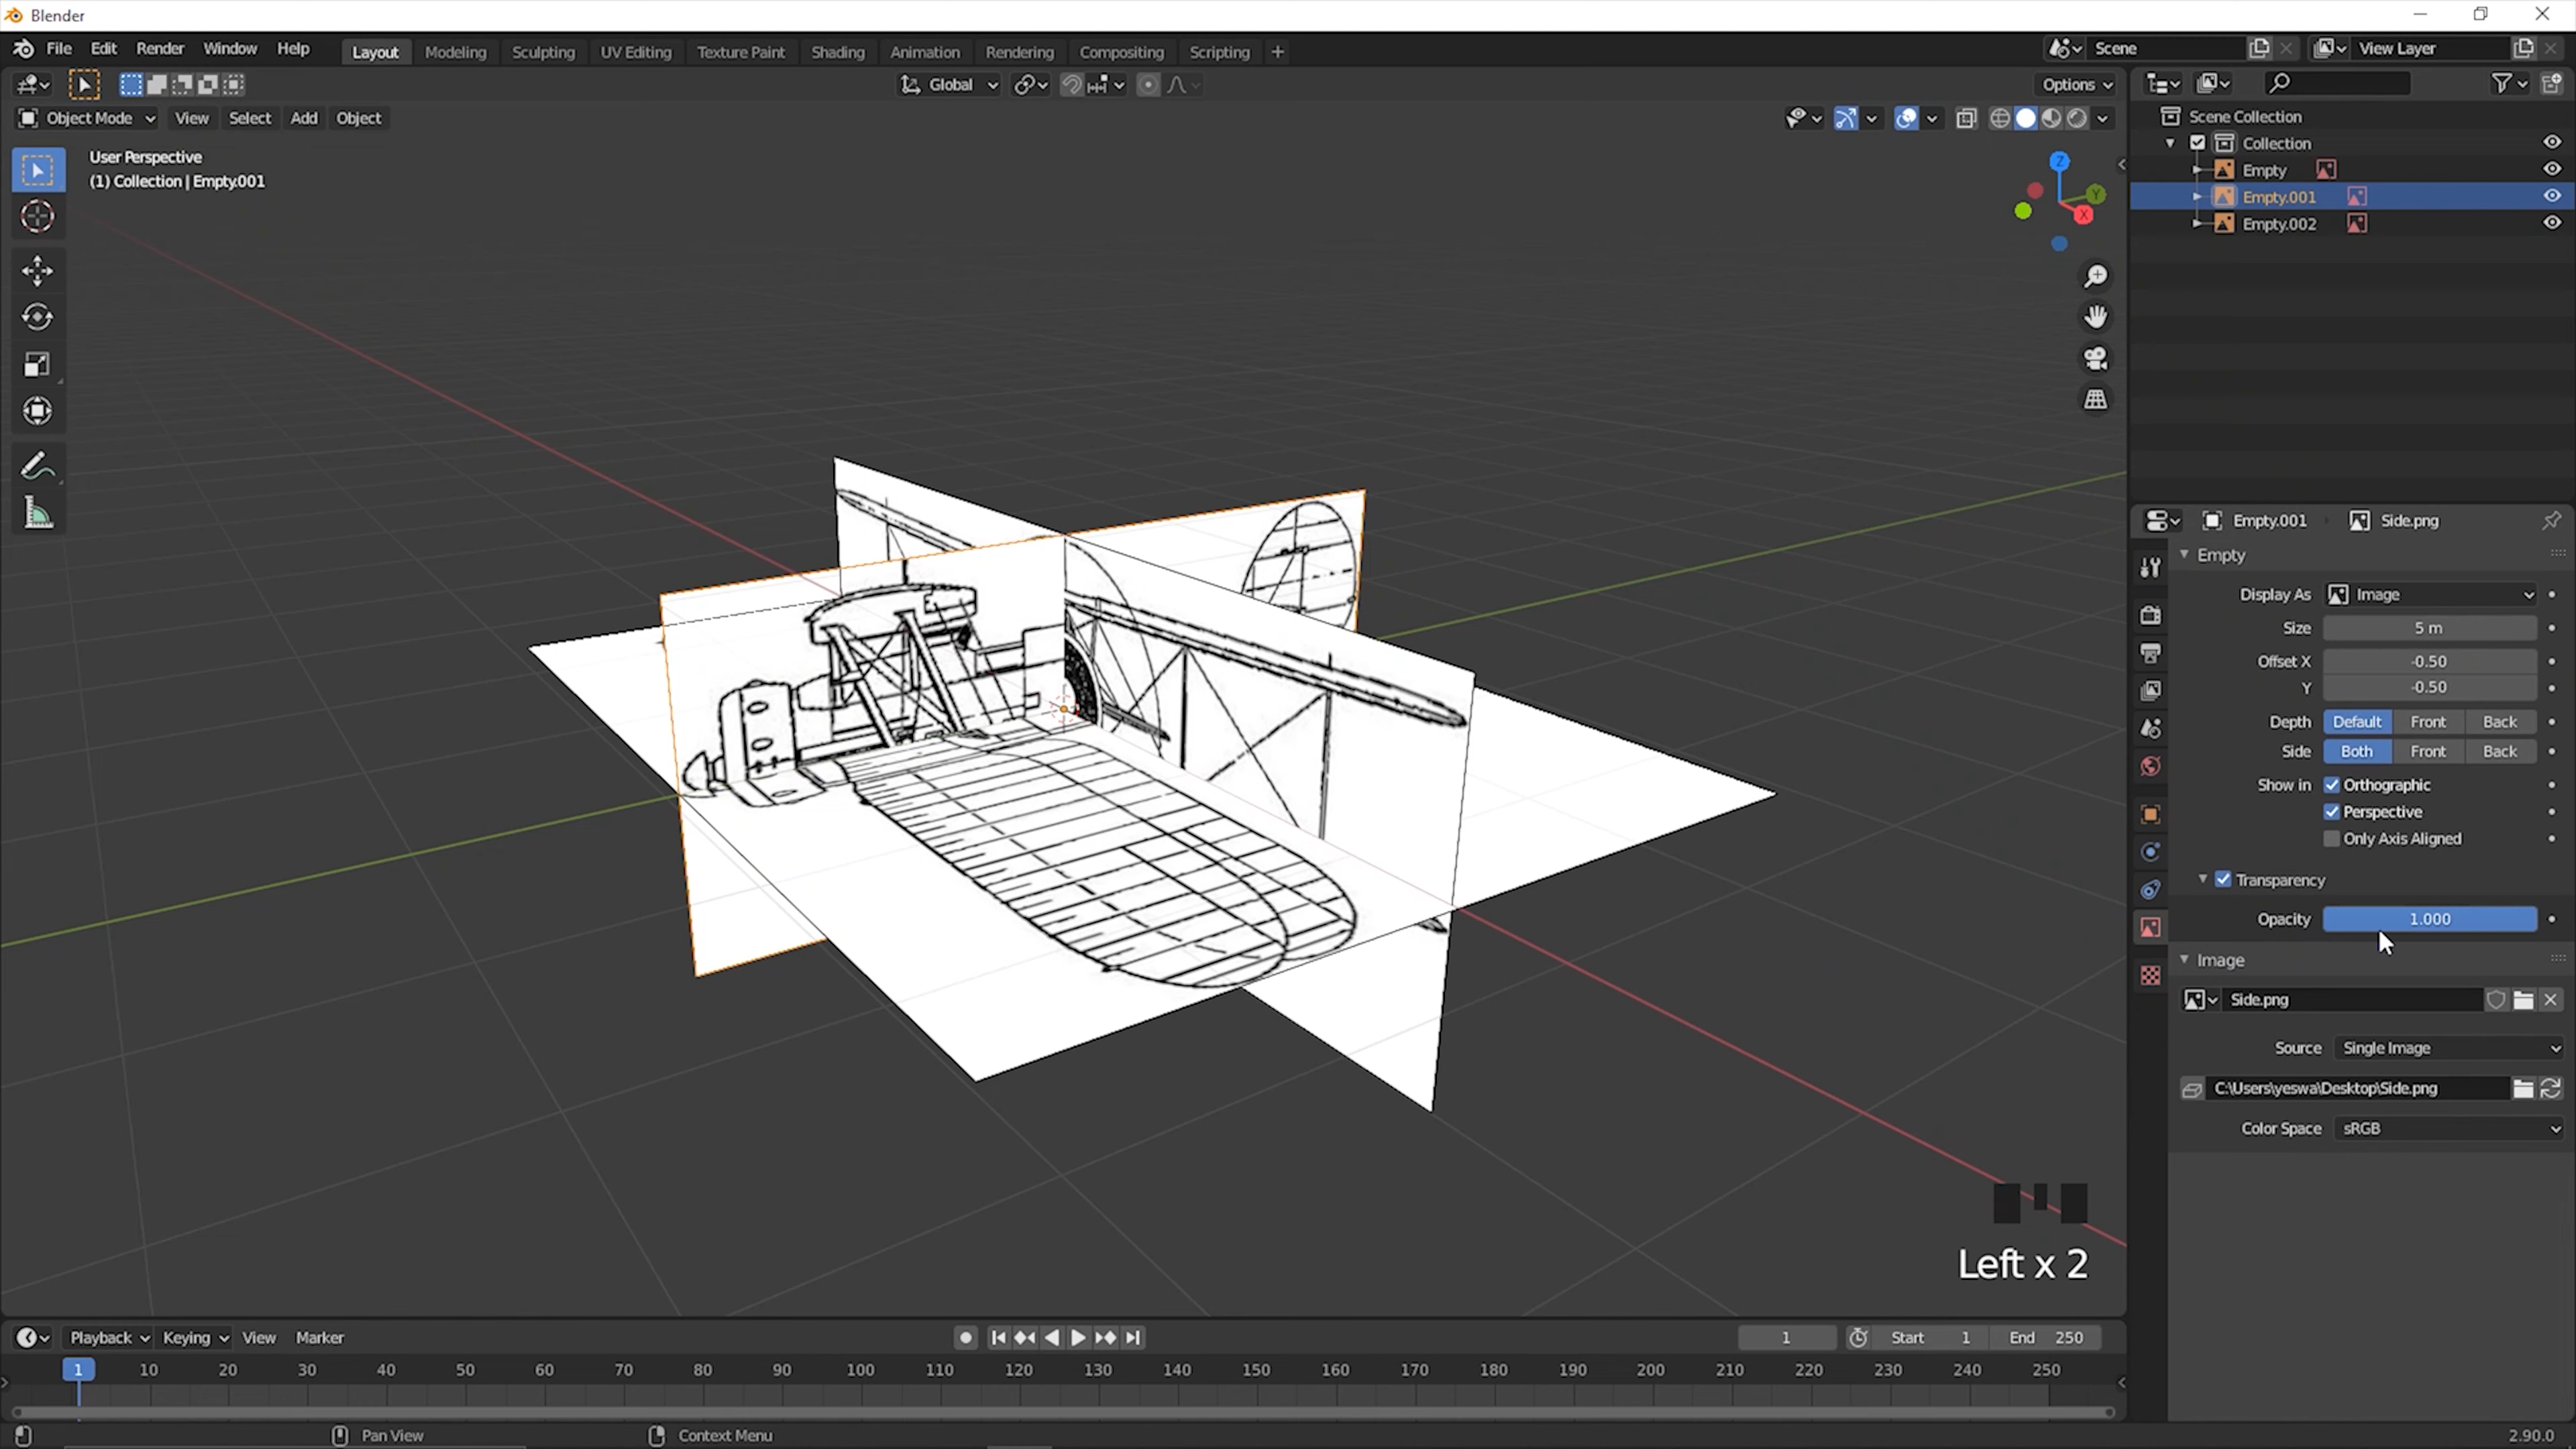 Blender
File Edit Render Window Help Layout Modeling Sculpting UV Editing Texture Paint Shading Animation Rendering Compositing Scripting + Scene View Layer
Global Options
Object Mode View Select Add Object
User Perspective
(1) Collection | Empty.001
Z
Y
X
Scene Collection
Collection
Empty
Empty.001
Empty.002
Empty.001 Side.png
Empty
Display As Image
Size 5 m
Offset X -0.50
Y -0.50
Depth Default Front Back
Side Both Front Back
Show in Orthographic
Perspective
Only Axis Aligned
Transparency
Opacity 1.000
Image
Side.png
Source Single Image
C:\Users\yeswa\Desktop\Side.png
Color Space sRGB
Left x 2
Playback Keying View Marker 1 Start 1 End 250
1 10 20 30 40 50 60 70 80 90 100 110 120 130 140 150 160 170 180 190 200 210 220 230 240 250
Pan View Context Menu 2.90.0